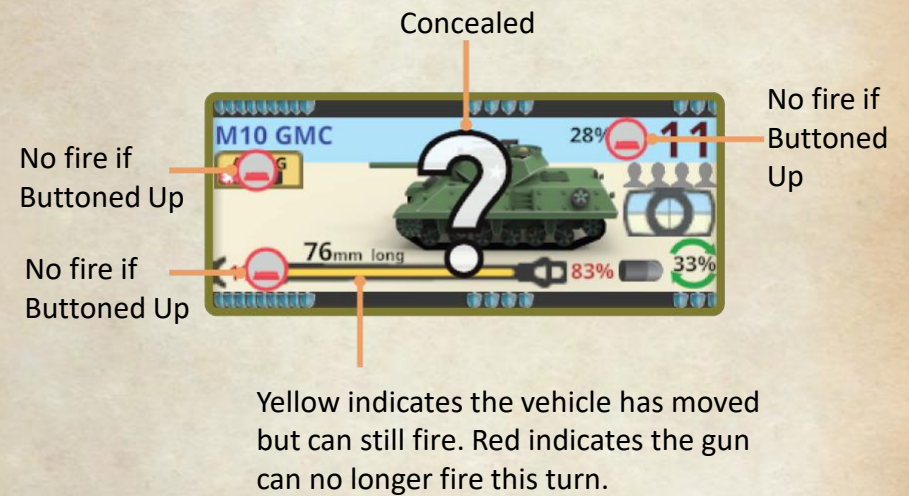 Concealed
No fire if
Buttoned
Up
M10 GMC
28%
11
No fire if
Buttoned Up
76mm long
83%
33%
No fire if
Buttoned Up
Yellow indicates the vehicle has moved
but can still fire. Red indicates the gun
can no longer fire this turn.
?